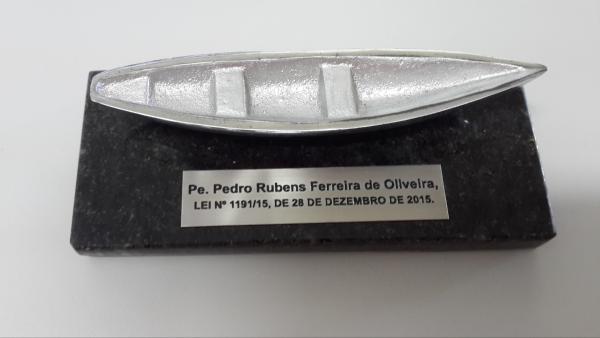 Pe. Pedro Rubens Ferreira de Oliveira,
LEI Nº 1191/15, DE 28 DE DEZEMBRO DE 2015.